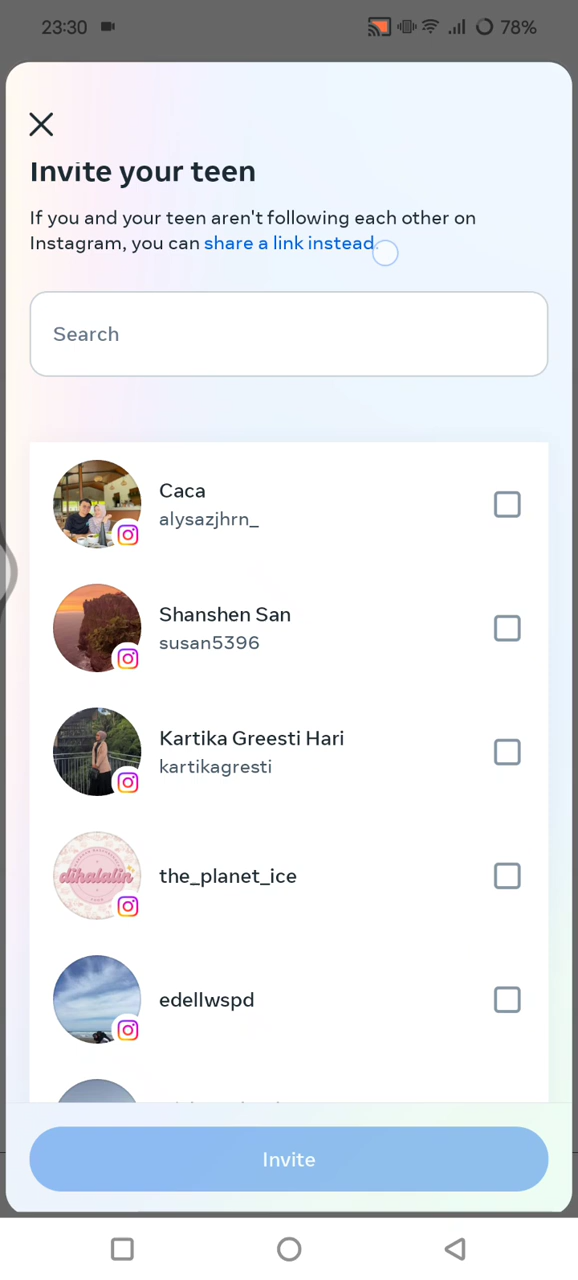 23:30
78%
Invite your teen
If you and your teen aren't following each other on
Instagram, you can share a link instead.
Search
Caca
alysazjhrn_
Shanshen San
susan5396
Kartika Greesti Hari
kartikagresti
dihalalin
the_planet_ice
edellwspd
Invite